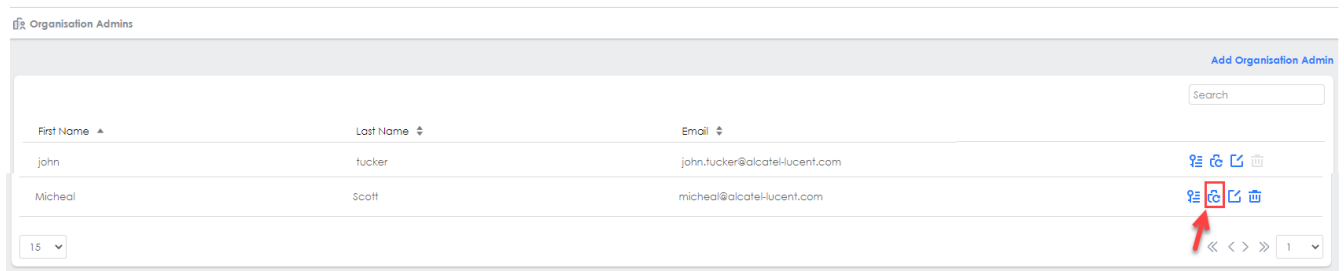 Organisation Admins
Add Organisation Admin
Search
First Name Last Name Email
john tucker john.tucker@alcatel-lucent.com
Micheal Scott micheal@alcatel-lucent.com
15 1